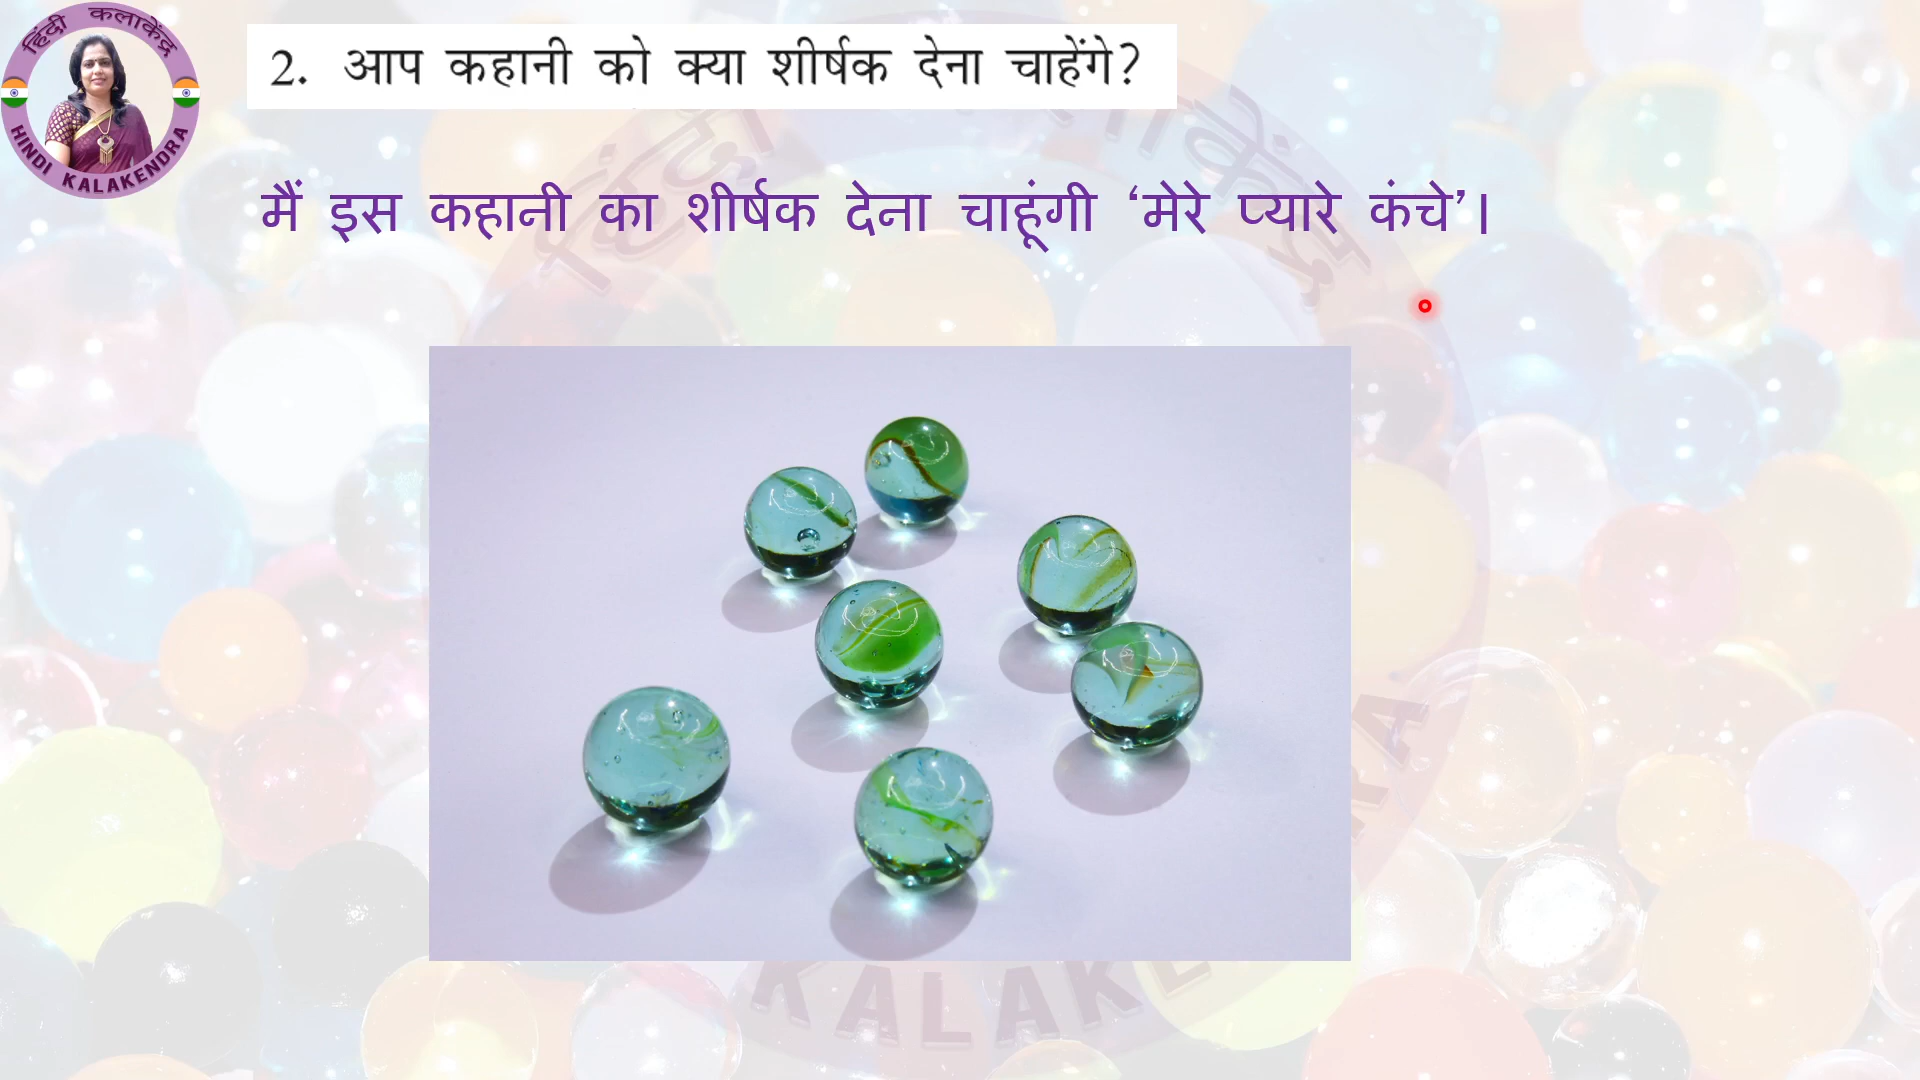 हिंदी कलाकेंद्र
HINDI KALAKENDRA
2. आप कहानी को क्या शीर्षक देना चाहेंगे?
मैं इस कहानी का शीर्षक देना चाहूंगी ‘मेरे प्यारे कंचे’।